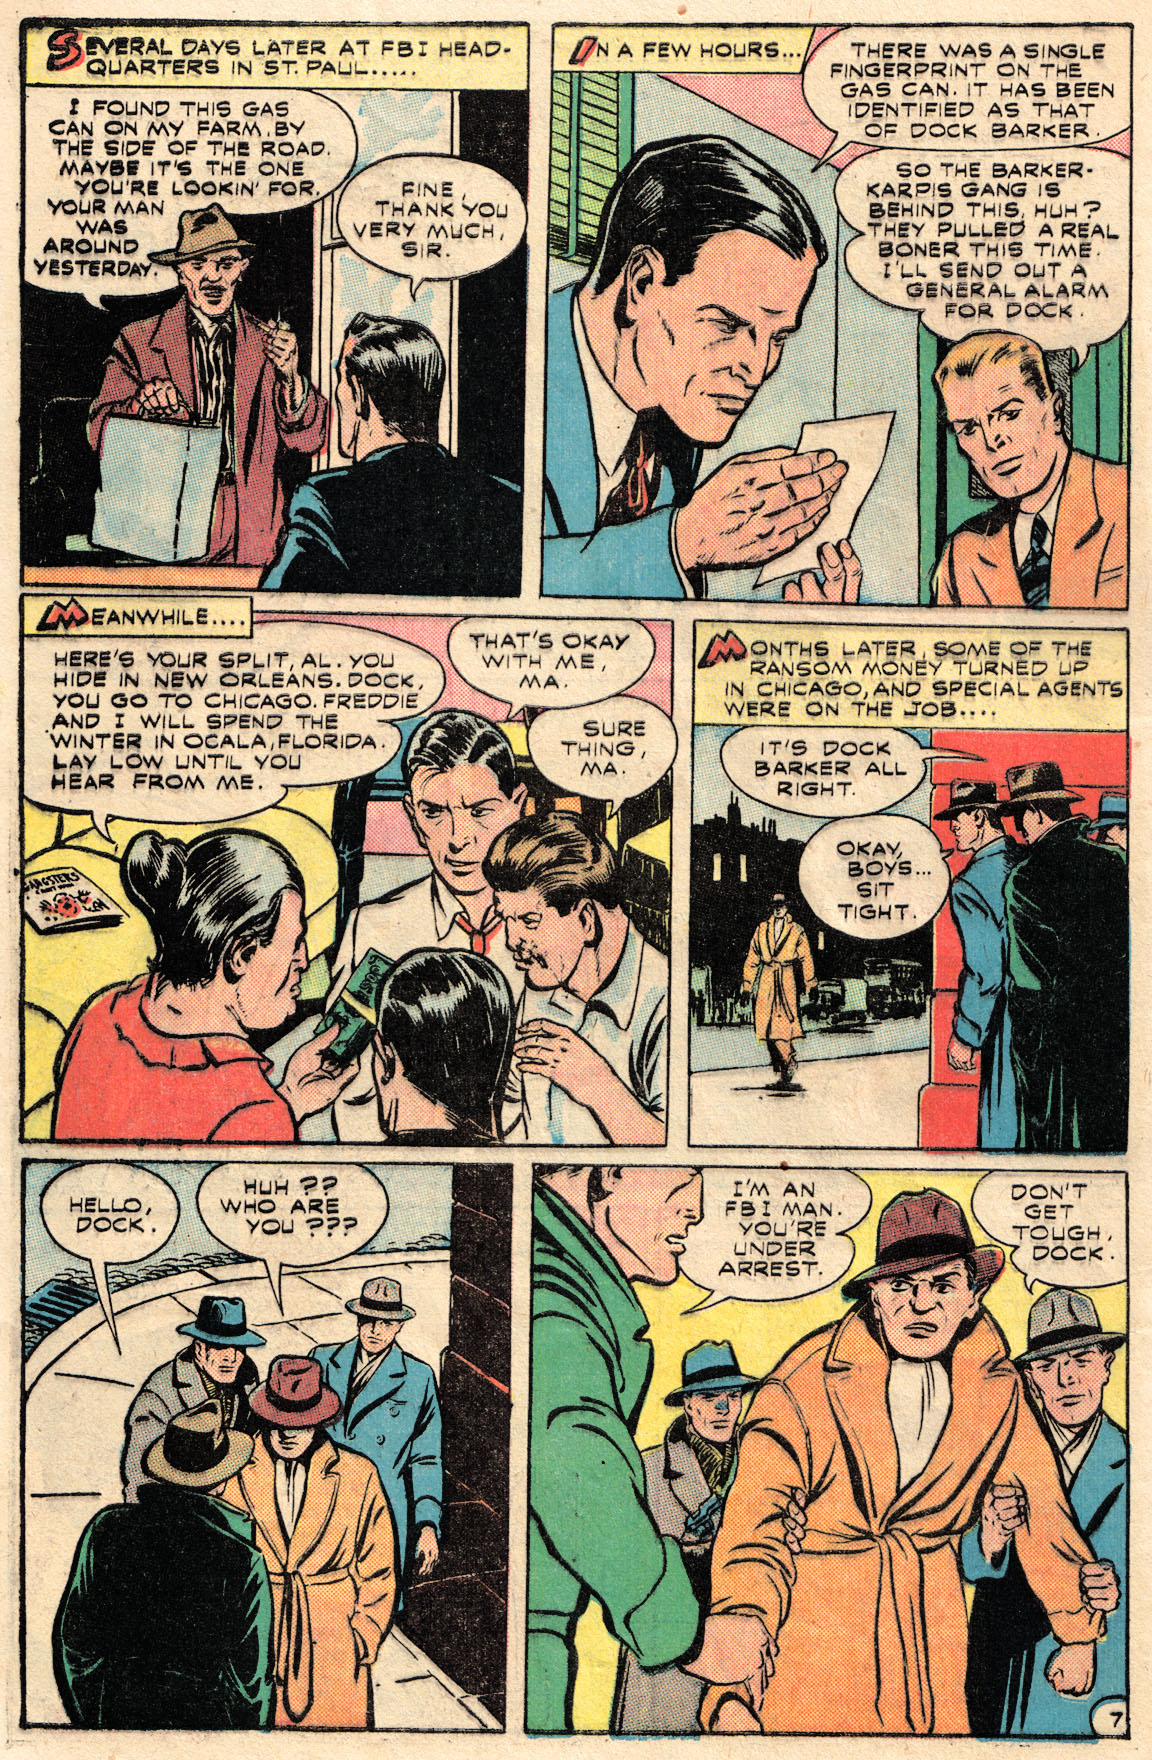 SEVERAL DAYS LATER AT FBI HEAD-
QUARTERS IN ST. PAUL.....
I FOUND THIS GAS
CAN ON MY FARM, BY
THE SIDE OF THE ROAD.
MAYBE IT'S THE ONE
YOU'RE LOOKIN' FOR.
YOUR MAN
WAS
AROUND
YESTERDAY.
FINE,
THANK YOU
VERY MUCH,
SIR.
IN A FEW HOURS...
THERE WAS A SINGLE
FINGERPRINT ON THE
GAS CAN. IT HAS BEEN
IDENTIFIED AS THAT
OF DOCK BARKER.
SO THE BARKER-
KARPIS GANG IS
BEHIND THIS, HUH?
THEY PULLED A REAL
BONER THIS TIME.
I'LL SEND OUT A
GENERAL ALARM
FOR DOCK.
MEANWHILE....
HERE'S YOUR SPLIT, AL. YOU
HIDE IN NEW ORLEANS. DOCK,
YOU GO TO CHICAGO. FREDDIE
AND I WILL SPEND THE
WINTER IN OCALA, FLORIDA.
LAY LOW UNTIL YOU
HEAR FROM ME.
THAT'S OKAY
WITH ME,
MA.
SURE
THING,
MA.
GANGSTERS
MONTHS LATER, SOME OF THE
RANSOM MONEY TURNED UP
IN CHICAGO, AND SPECIAL AGENTS
WERE ON THE JOB....
IT'S DOCK
BARKER ALL
RIGHT.
OKAY,
BOYS...
SIT
TIGHT.
HELLO,
DOCK.
HUH ??
WHO ARE
YOU ???
I'M AN
FBI MAN.
YOU'RE
UNDER
ARREST.
DON'T
GET
TOUGH,
DOCK.
7